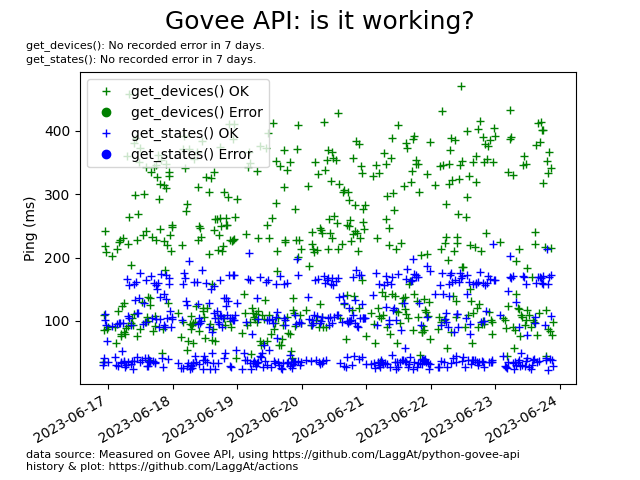 Govee API: is it working?
get_devices(): No recorded error in 7 days.
get_states(): No recorded error in 7 days.
get_devices() OK
get_devices() Error
get_states() OK
get_states() Error
400
300
200
100
Ping (ms)
2023-06-17
2023-06-18
2023-06-19
2023-06-20
2023-06-21
2023-06-22
2023-06-23
2023-06-24
data source: Measured on Govee API, using https://github.com/LaggAt/python-govee-api
history & plot: https://github.com/LaggAt/actions